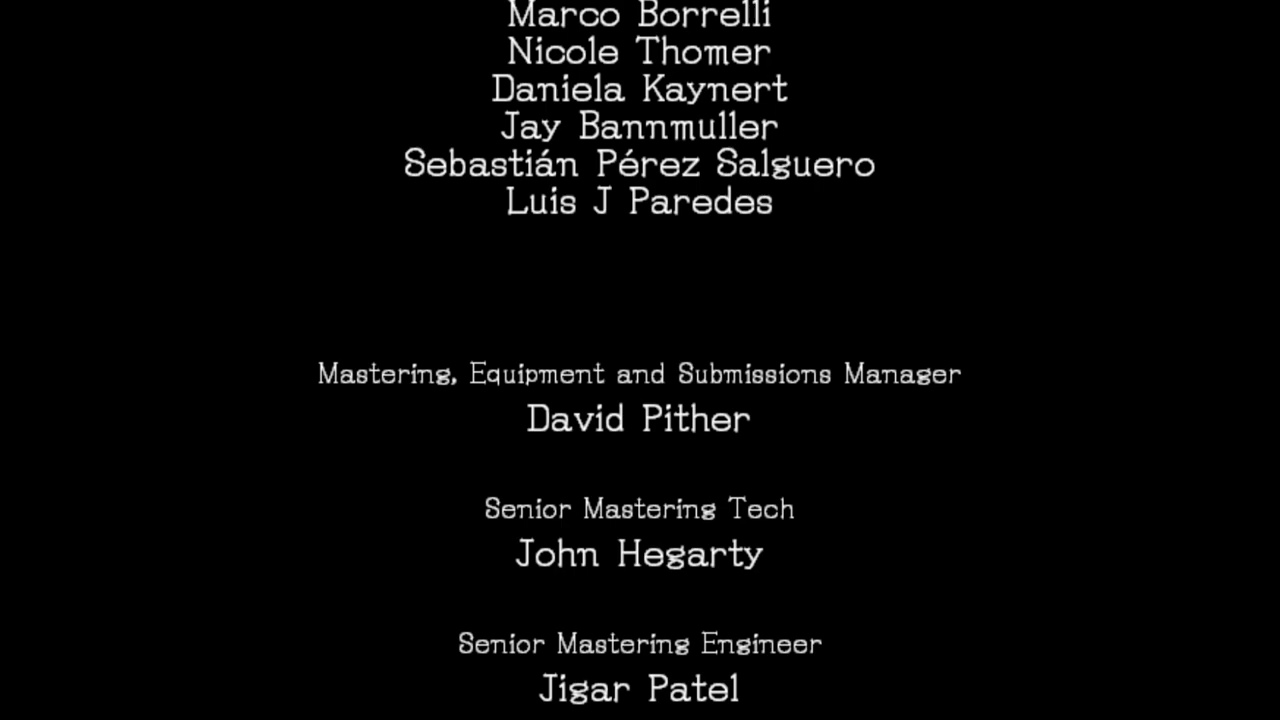 Marco Borrelli
Nicole Thomer
Daniela Kaynert
Jay Bannmuller
Sebastián Pérez Salguero
Luis J Paredes
Mastering, Equipment and Submissions Manager
David Pither
Senior Mastering Tech
John Hegarty
Senior Mastering Engineer
Jigar Patel